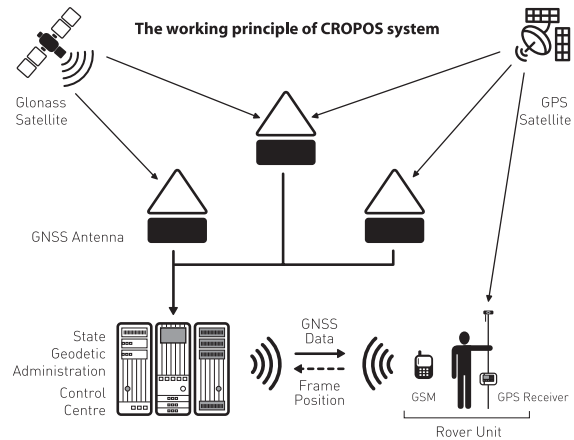 The working principle of CROPOS system
Glonass
Satellite
GPS
Satellite
GNSS Antenna
State
Geodetic
Administration
Control
Centre
GNSS
Data
Frame
Position
GSM
GPS Receiver
Rover Unit